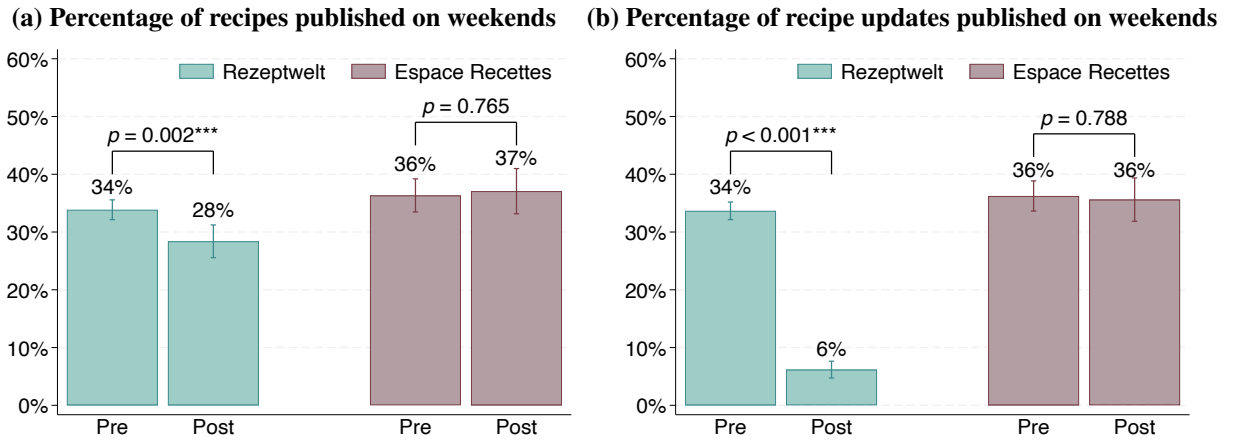 (a) Percentage of recipes published on weekends
60%
50%
40%
30%
20%
10%
0%
Rezeptwelt
Espace Recettes
p = 0.002***
34%
28%
p = 0.765
36%
37%
Pre
Post
Pre
Post
(b) Percentage of recipe updates published on weekends
60%
50%
40%
30%
20%
10%
0%
Rezeptwelt
Espace Recettes
p < 0.001***
34%
6%
p = 0.788
36%
36%
Pre
Post
Pre
Post